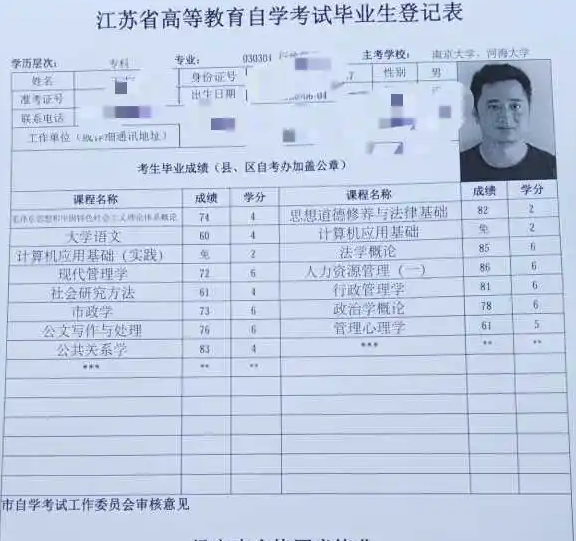 江苏省高等教育自学考试毕业生登记表
学历层次： 专科 专业： 030301 主考学校： 南京大学、河海大学
姓名 身份证号 7 性别 男
准考证号 出生日期 06-04
联系电话
工作单位（或详细通讯地址）
考生毕业成绩（县、区自考办加盖公章）
课程名称 成绩 学分 课程名称 成绩 学分
毛泽东思想和中国特色社会主义理论体系概论 74 4 思想道德修养与法律基础 82 2
大学语文 60 4 计算机应用基础 免 2
计算机应用基础（实践） 免 2 法学概论 85 6
现代管理学 72 6 人力资源管理（一） 86 6
社会研究方法 61 4 行政管理学 81 6
市政学 73 6 政治学概论 78 6
公文写作与处理 76 6 管理心理学 61 5
公共关系学 83 4 *** ** **
*** ** **
市自学考试工作委员会审核意见